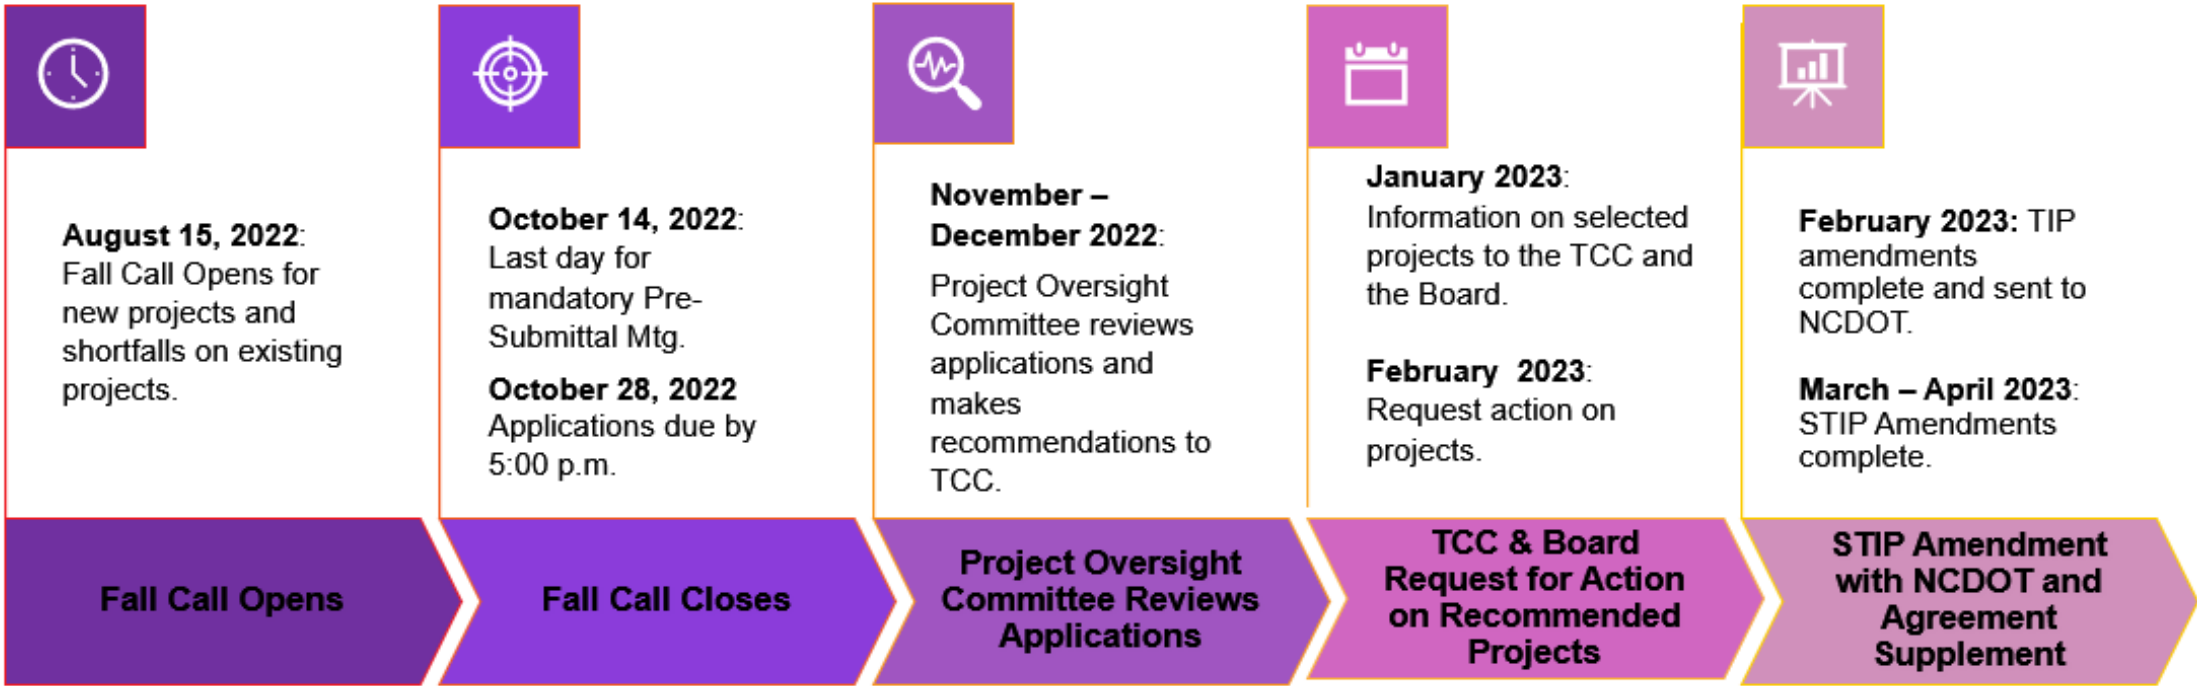 August 15, 2022:
Fall Call Opens for
new projects and
shortfalls on existing
projects.
Fall Call Opens
October 14, 2022:
Last day for
mandatory Pre-
Submittal Mtg.
October 28, 2022
Applications due by
5:00 p.m.
Fall Call Closes
November –
December 2022:
Project Oversight
Committee reviews
applications and
makes
recommendations to
TCC.
Project Oversight
Committee Reviews
Applications
January 2023:
Information on selected
projects to the TCC and
the Board.
February 2023:
Request action on
projects.
TCC & Board
Request for Action
on Recommended
Projects
February 2023: TIP
amendments
complete and sent to
NCDOT.
March – April 2023:
STIP Amendments
complete.
STIP Amendment
with NCDOT and
Agreement
Supplement